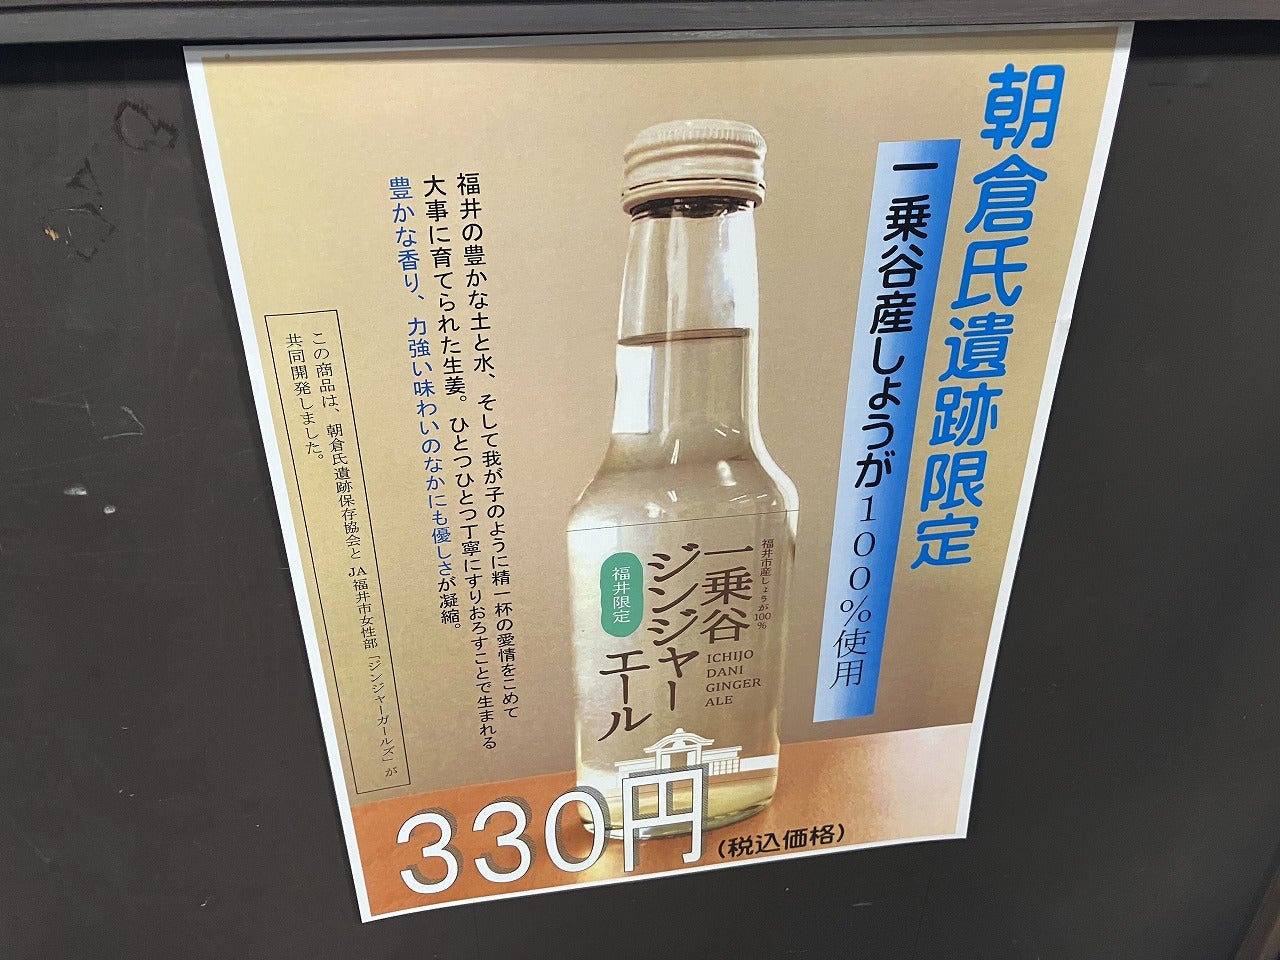 朝倉氏遺跡限定
一乗谷産しょうが100%使用
福井市産しょうが100%
一乗谷
ジンジャー
エール
福井限定
ICHIJO
DANI
GINGER
ALE
福井の豊かな土と水、そして我が子のように精一杯の愛情をこめて
大事に育てられた生姜。ひとつひとつ丁寧にすりおろすことで生まれる
豊かな香り、力強い味わいのなかにも優しさが凝縮。
この商品は、朝倉氏遺跡保存協会と JA 福井市女性部「ジンジャーガールズ」が
共同開発しました。
330円(税込価格)